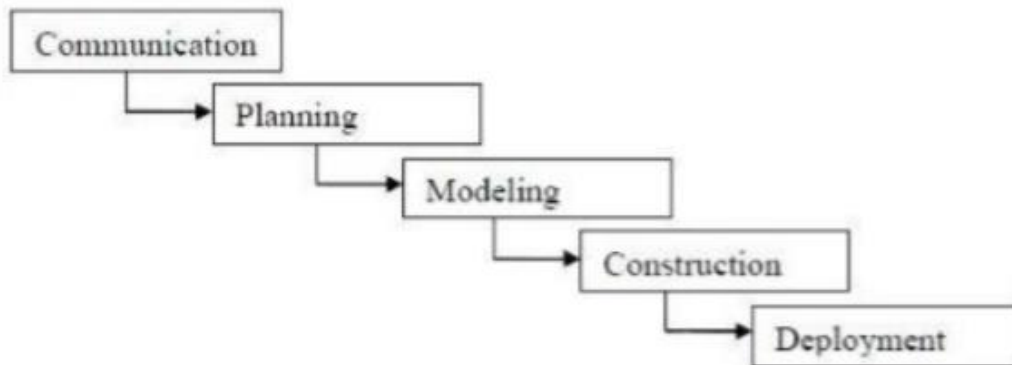 Communication
Planning
Modeling
Construction
Deployment